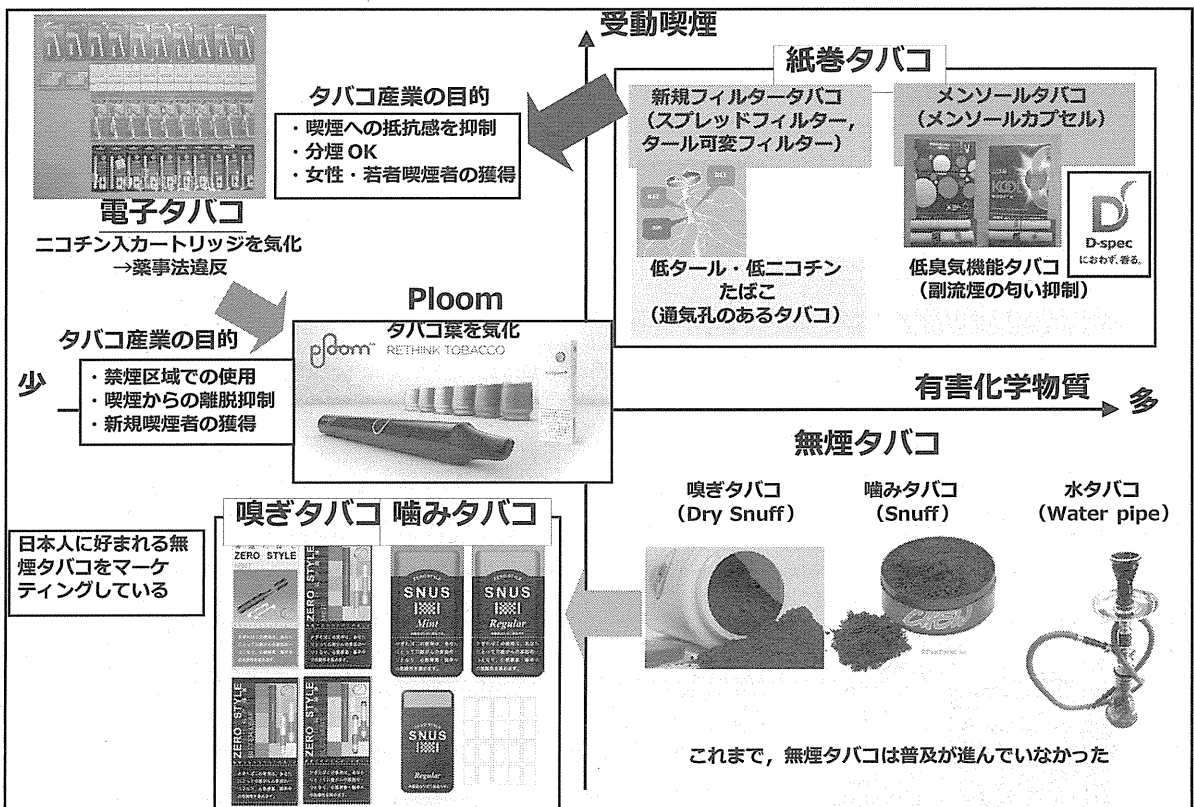 受動喫煙
紙巻タバコ
新規フィルタータバコ
（スプレッドフィルター，
タール可変フィルター）
メンソールタバコ
（メンソールカプセル）
KOOL
D-spec
におわず、香る。
低タール・低ニコチン
たばこ
（通気孔のあるタバコ）
低臭気機能タバコ
（副流煙の匂い抑制）
タバコ産業の目的
・喫煙への抵抗感を抑制
・分煙 OK
・女性・若者喫煙者の獲得
電子タバコ
ニコチン入カートリッジを気化
→薬事法違反
Ploom
タバコ葉を気化
ploom
RETHINK TOBACCO
タバコ産業の目的
・禁煙区域での使用
・喫煙からの離脱抑制
・新規喫煙者の獲得
少
有害化学物質
多
無煙タバコ
嗅ぎタバコ
（Dry Snuff）
噛みタバコ
（Snuff）
水タバコ
（Water pipe）
嗅ぎタバコ
噛みタバコ
日本人に好まれる無
煙タバコをマーケ
ティングしている
ZERO STYLE
MINT
ZERO STYLE
ZERO STYLE
ZERO STYLE
SNUS
Mint
SNUS
Regular
SNUS
Regular
これまで，無煙タバコは普及が進んでいなかった